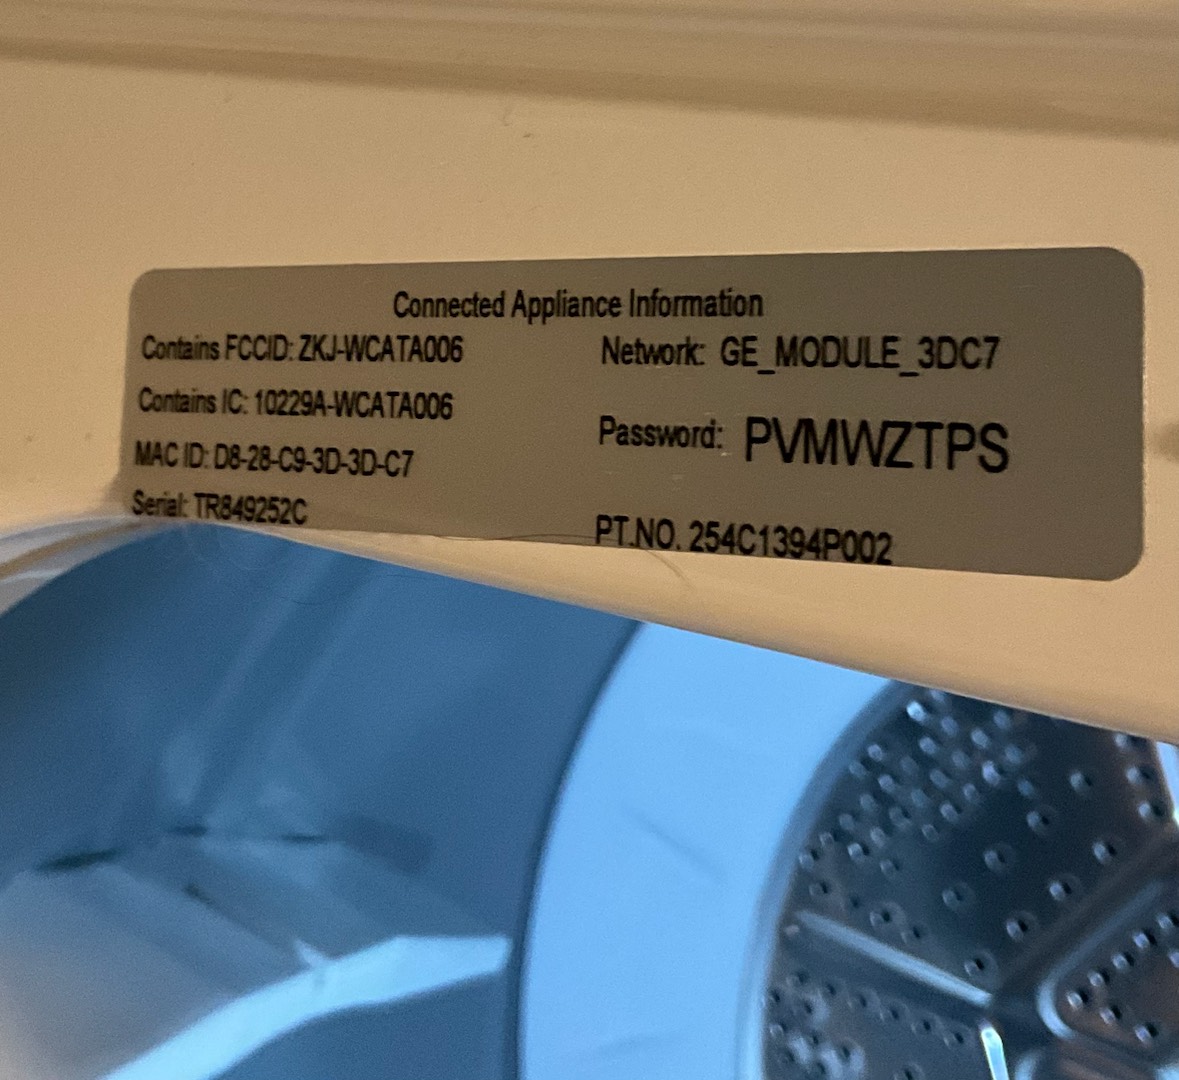 Connected Appliance Information
Contains FCCID: ZKJ-WCATA006
Contains IC: 10229A-WCATA006
MAC ID: D8-28-C9-3D-3D-C7
Serial: TR849252C
Network: GE_MODULE_3DC7
Password: PVMWZTPS
PT.NO. 254C1394P002